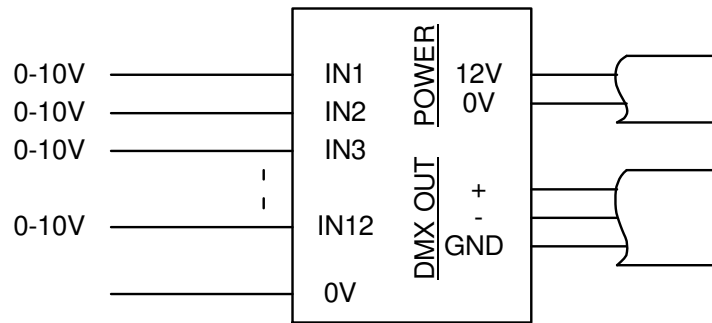 0-10V IN1 POWER 12V
0-10V IN2 0V
0-10V IN3
DMX OUT +
0-10V IN12 -
GND
0V